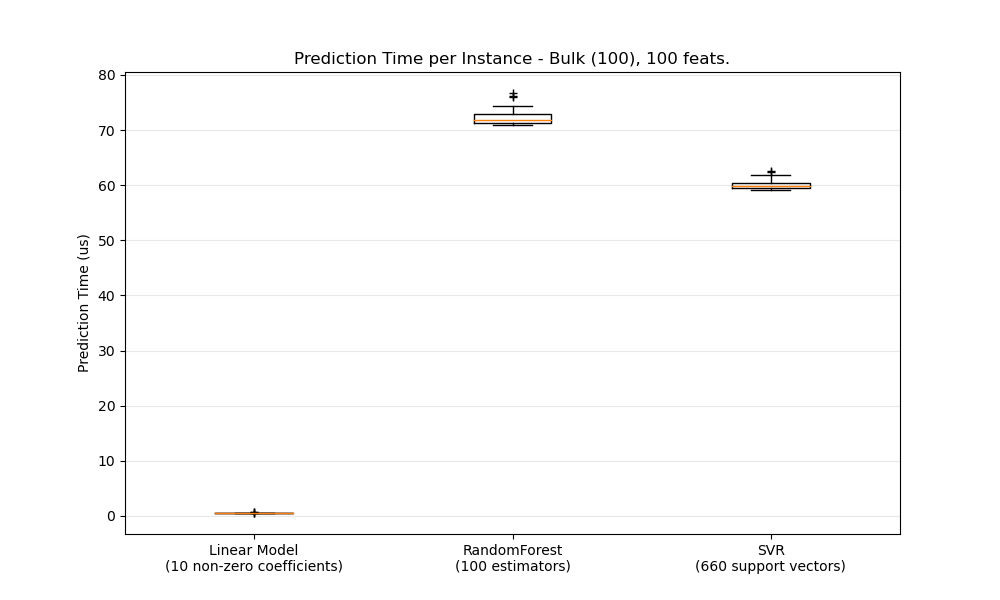 Prediction Time per Instance - Bulk (100), 100 feats.
Prediction Time (us)
80
70
60
50
40
30
20
10
0
Linear Model
(10 non-zero coefficients)
RandomForest
(100 estimators)
SVR
(660 support vectors)